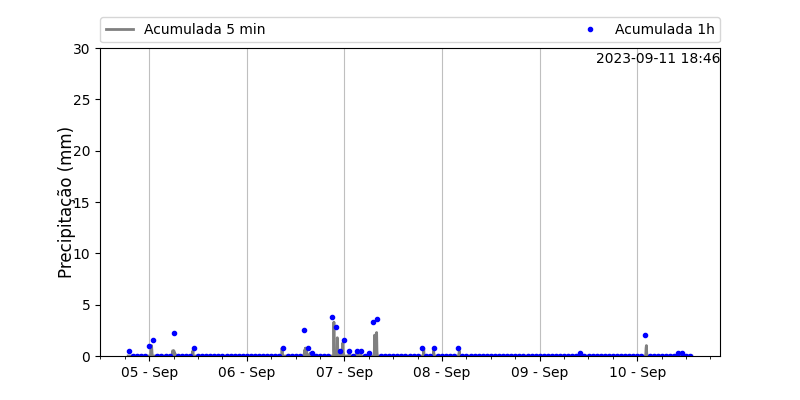 Acumulada 5 min Acumulada 1h
2023-09-11 18:46
Precipitação (mm)
30
25
20
15
10
5
0
05 - Sep 06 - Sep 07 - Sep 08 - Sep 09 - Sep 10 - Sep